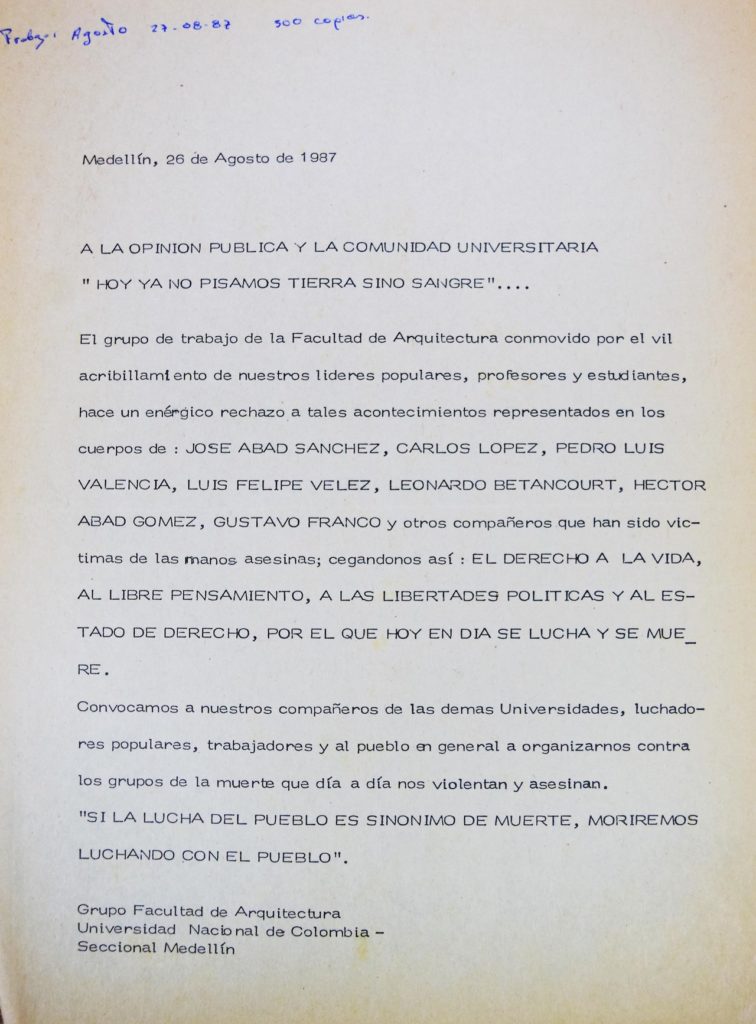 Agosto 27-08-87 500 copias.
Medellín, 26 de Agosto de 1987
A LA OPINION PUBLICA Y LA COMUNIDAD UNIVERSITARIA
" HOY YA NO PISAMOS TIERRA SINO SANGRE"....
El grupo de trabajo de la Facultad de Arquitectura conmovido por el vil
acribillamiento de nuestros lideres populares, profesores y estudiantes,
hace un enérgico rechazo a tales acontecimientos representados en los
cuerpos de : JOSE ABAD SANCHEZ, CARLOS LOPEZ, PEDRO LUIS
VALENCIA, LUIS FELIPE VELEZ, LEONARDO BETANCOURT, HECTOR
ABAD GOMEZ, GUSTAVO FRANCO y otros compañeros que han sido vic-
timas de las manos asesinas; cegandonos así : EL DERECHO A LA VIDA,
AL LIBRE PENSAMIENTO, A LAS LIBERTADES POLITICAS Y AL ES-
TADO DE DERECHO, POR EL QUE HOY EN DIA SE LUCHA Y SE MUE_
RE.
Convocamos a nuestros compañeros de las demas Universidades, luchado-
res populares, trabajadores y al pueblo en general a organizarnos contra
los grupos de la muerte que día a día nos violentan y asesinan.
"SI LA LUCHA DEL PUEBLO ES SINONIMO DE MUERTE, MORIREMOS
LUCHANDO CON EL PUEBLO".
Grupo Facultad de Arquitectura
Universidad Nacional de Colombia -
Seccional Medellín